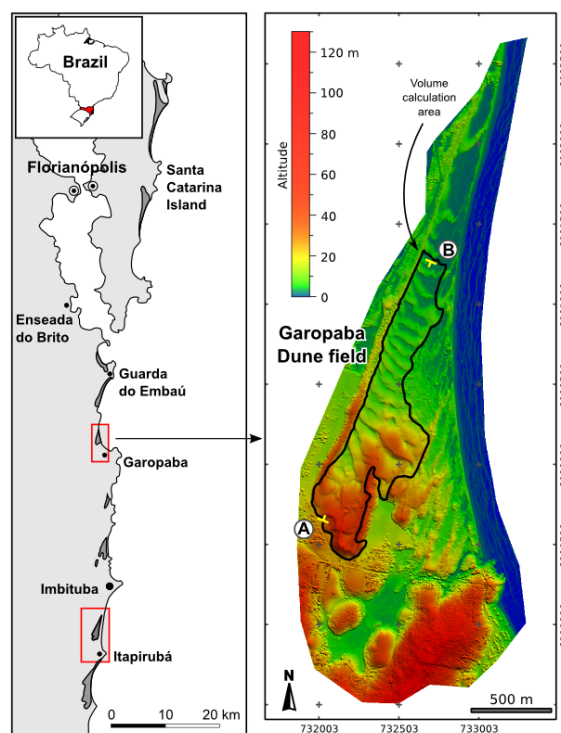 Brazil
Florianópolis
Santa
Catarina
Island
Enseada
do Brito
Guarda
do Embaú
Garopaba
Imbituba
Itapirubá
0 10 20 km
Altitude
120 m
100
80
60
40
20
0
Volume
calculation
area
B
Garopaba
Dune field
A
N
500 m
732003 732503 733003